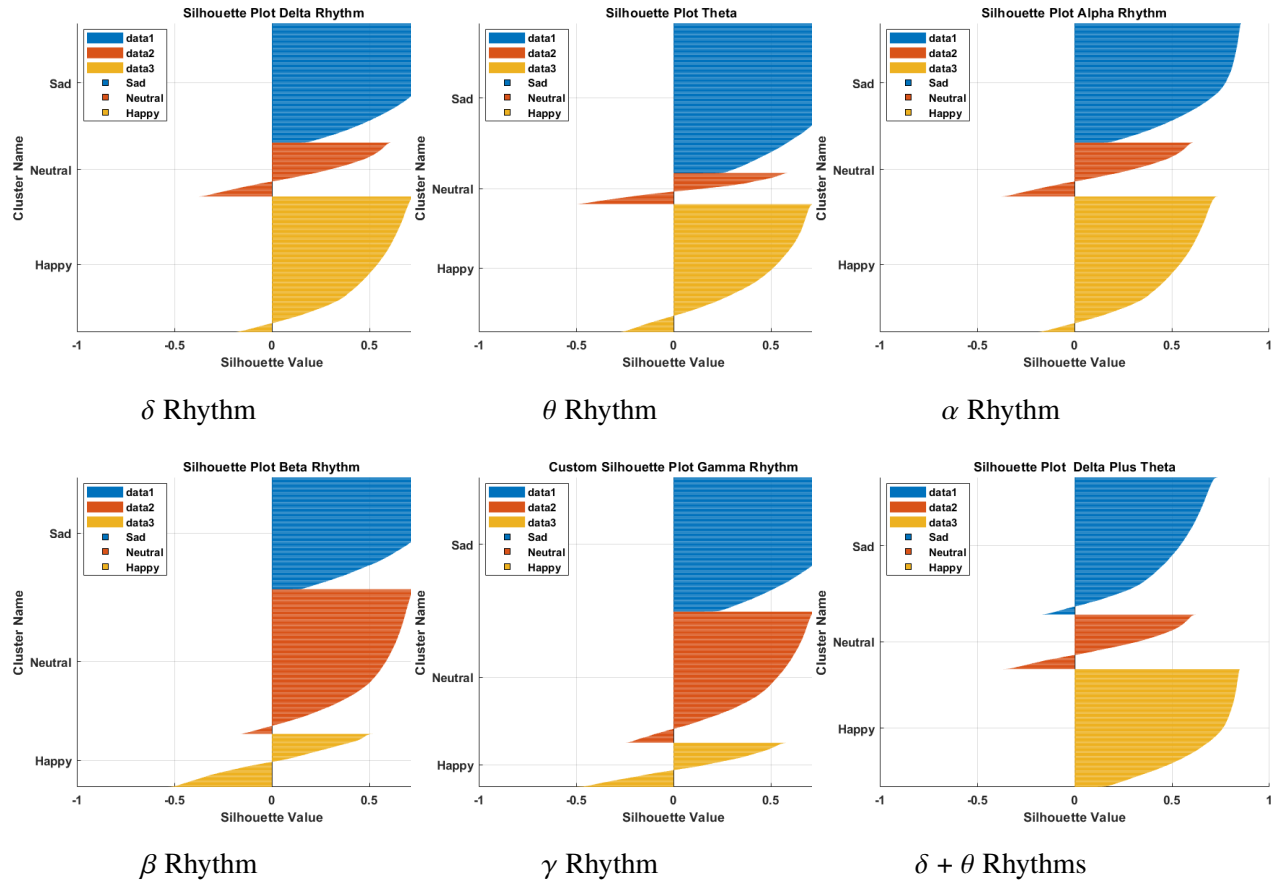 Silhouette Plot Delta Rhythm
data1
data2
data3
Sad
Neutral
Happy
Cluster Name
Sad
Neutral
Happy
-1
-0.5
0
0.5
Silhouette Value
δ Rhythm
Silhouette Plot Theta
data1
data2
data3
Sad
Neutral
Happy
Cluster Name
Sad
Neutral
Happy
-1
-0.5
0
0.5
Silhouette Value
θ Rhythm
Silhouette Plot Alpha Rhythm
data1
data2
data3
Sad
Neutral
Happy
Cluster Name
Sad
Neutral
Happy
-1
-0.5
0
0.5
1
Silhouette Value
α Rhythm
Silhouette Plot Beta Rhythm
data1
data2
data3
Sad
Neutral
Happy
Cluster Name
Sad
Neutral
Happy
-1
-0.5
0
0.5
Silhouette Value
β Rhythm
Custom Silhouette Plot Gamma Rhythm
data1
data2
data3
Sad
Neutral
Happy
Cluster Name
Sad
Neutral
Happy
-1
-0.5
0
0.5
Silhouette Value
γ Rhythm
Silhouette Plot Delta Plus Theta
data1
data2
data3
Sad
Neutral
Happy
Cluster Name
Sad
Neutral
Happy
-1
-0.5
0
0.5
1
Silhouette Value
δ + θ Rhythms